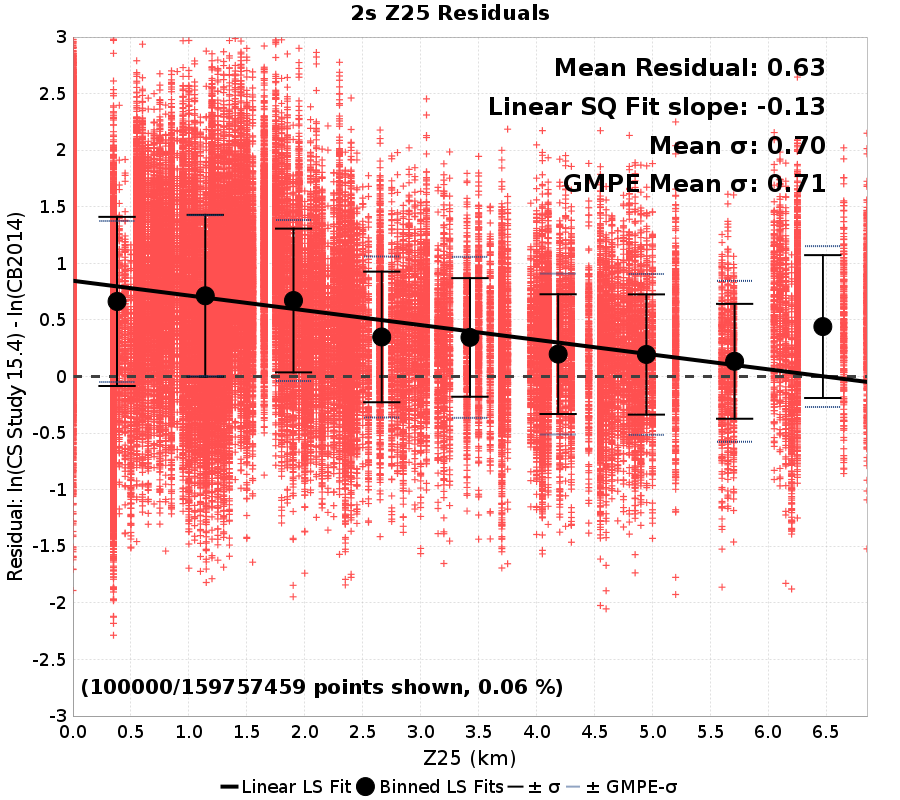 2s Z25 Residuals
Mean Residual: 0.63
Linear SQ Fit slope: -0.13
Mean σ: 0.70
GMPE Mean σ: 0.71
Residual: ln(CS Study 15.4) - ln(CB2014)
3
2.5
2
1.5
1
0.5
0
-0.5
-1
-1.5
-2
-2.5
-3
(100000/159757459 points shown, 0.06 %)
0.0 0.5 1.0 1.5 2.0 2.5 3.0 3.5 4.0 4.5 5.0 5.5 6.0 6.5
Z25 (km)
Linear LS Fit Binned LS Fits ± σ ± GMPE-σ